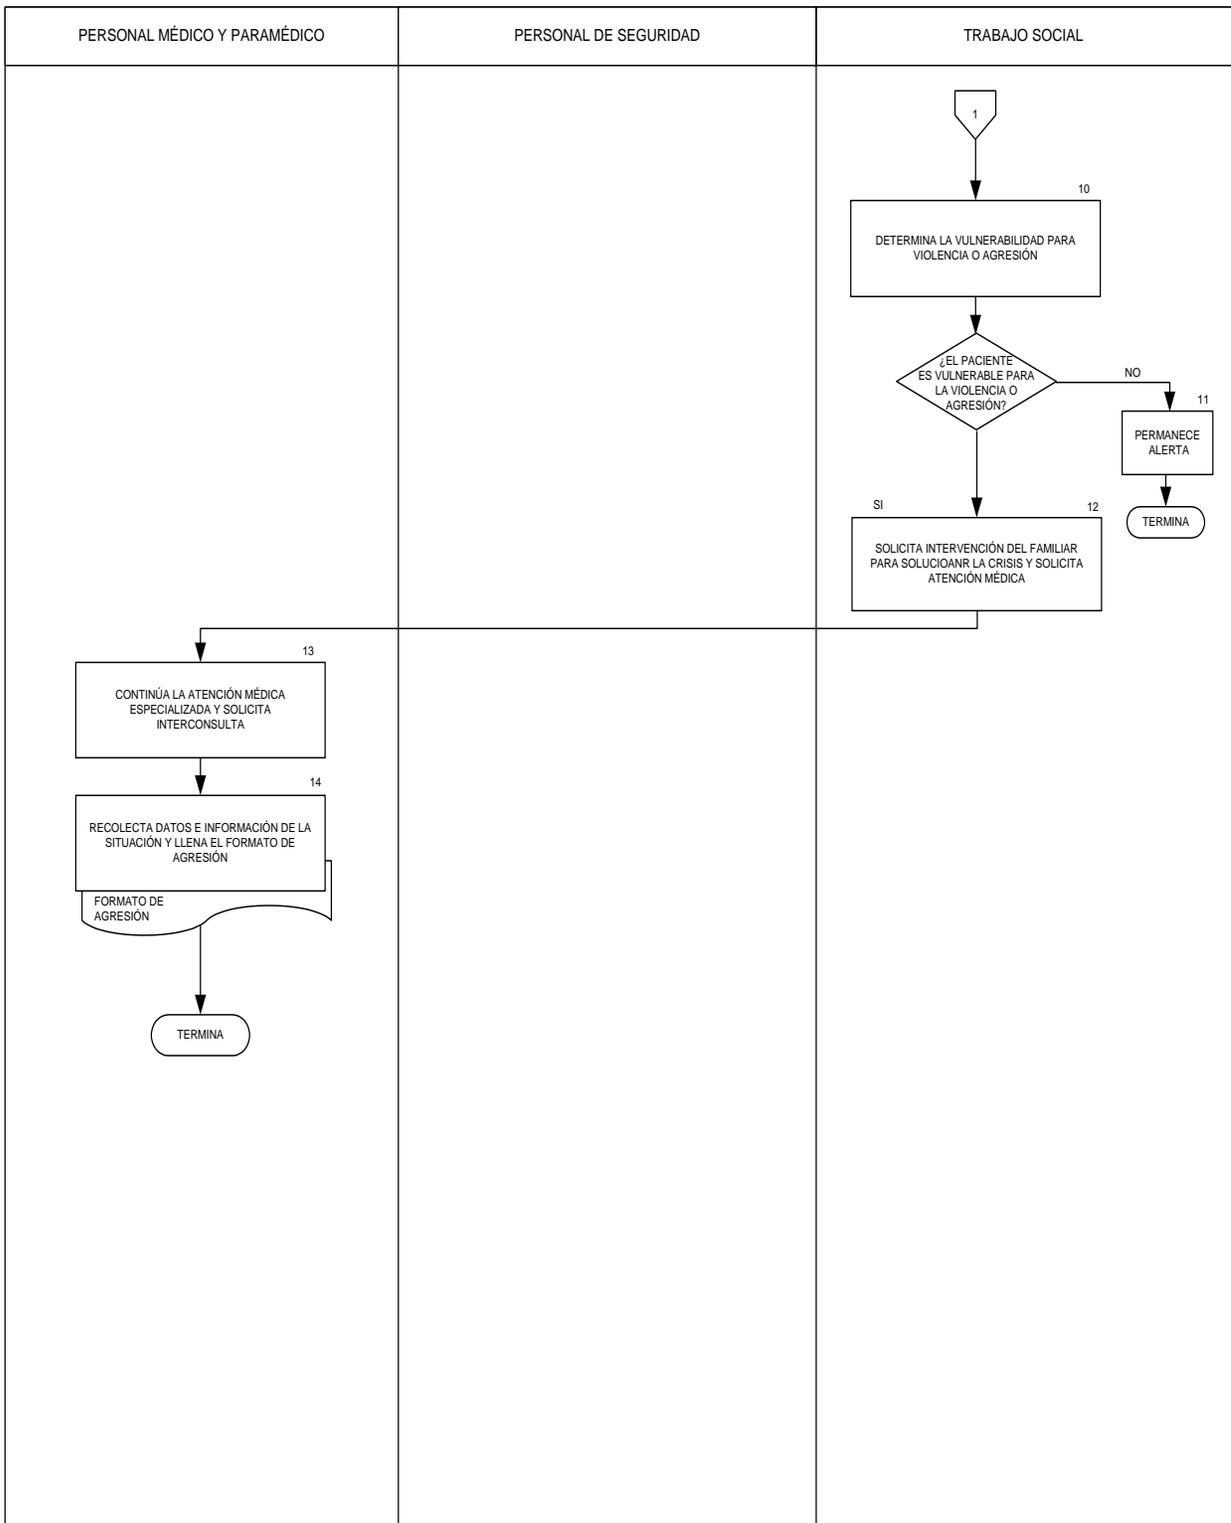 PERSONAL MÉDICO Y PARAMÉDICO
PERSONAL DE SEGURIDAD
TRABAJO SOCIAL
1
10
DETERMINA LA VULNERABILIDAD PARA
VIOLENCIA O AGRESIÓN
¿EL PACIENTE
ES VULNERABLE PARA
LA VIOLENCIA O
AGRESIÓN?
NO
11
PERMANECE
ALERTA
TERMINA
SI
12
SOLICITA INTERVENCIÓN DEL FAMILIAR
PARA SOLUCIOANR LA CRISIS Y SOLICITA
ATENCIÓN MÉDICA
13
CONTINÚA LA ATENCIÓN MÉDICA
ESPECIALIZADA Y SOLICITA
INTERCONSULTA
14
RECOLECTA DATOS E INFORMACIÓN DE LA
SITUACIÓN Y LLENA EL FORMATO DE
AGRESIÓN
FORMATO DE
AGRESIÓN
TERMINA